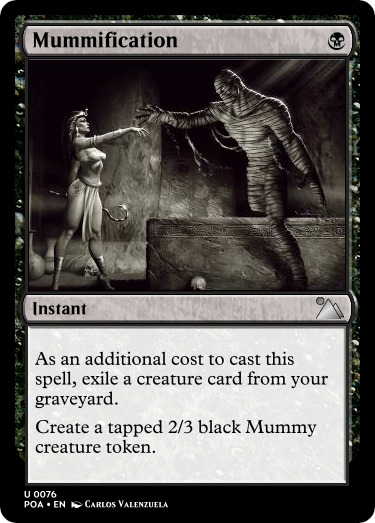 Mummification
Instant
As an additional cost to cast this
spell, exile a creature card from your
graveyard.
Create a tapped 2/3 black Mummy
creature token.
U 0076
POA • EN Carlos Valenzuela